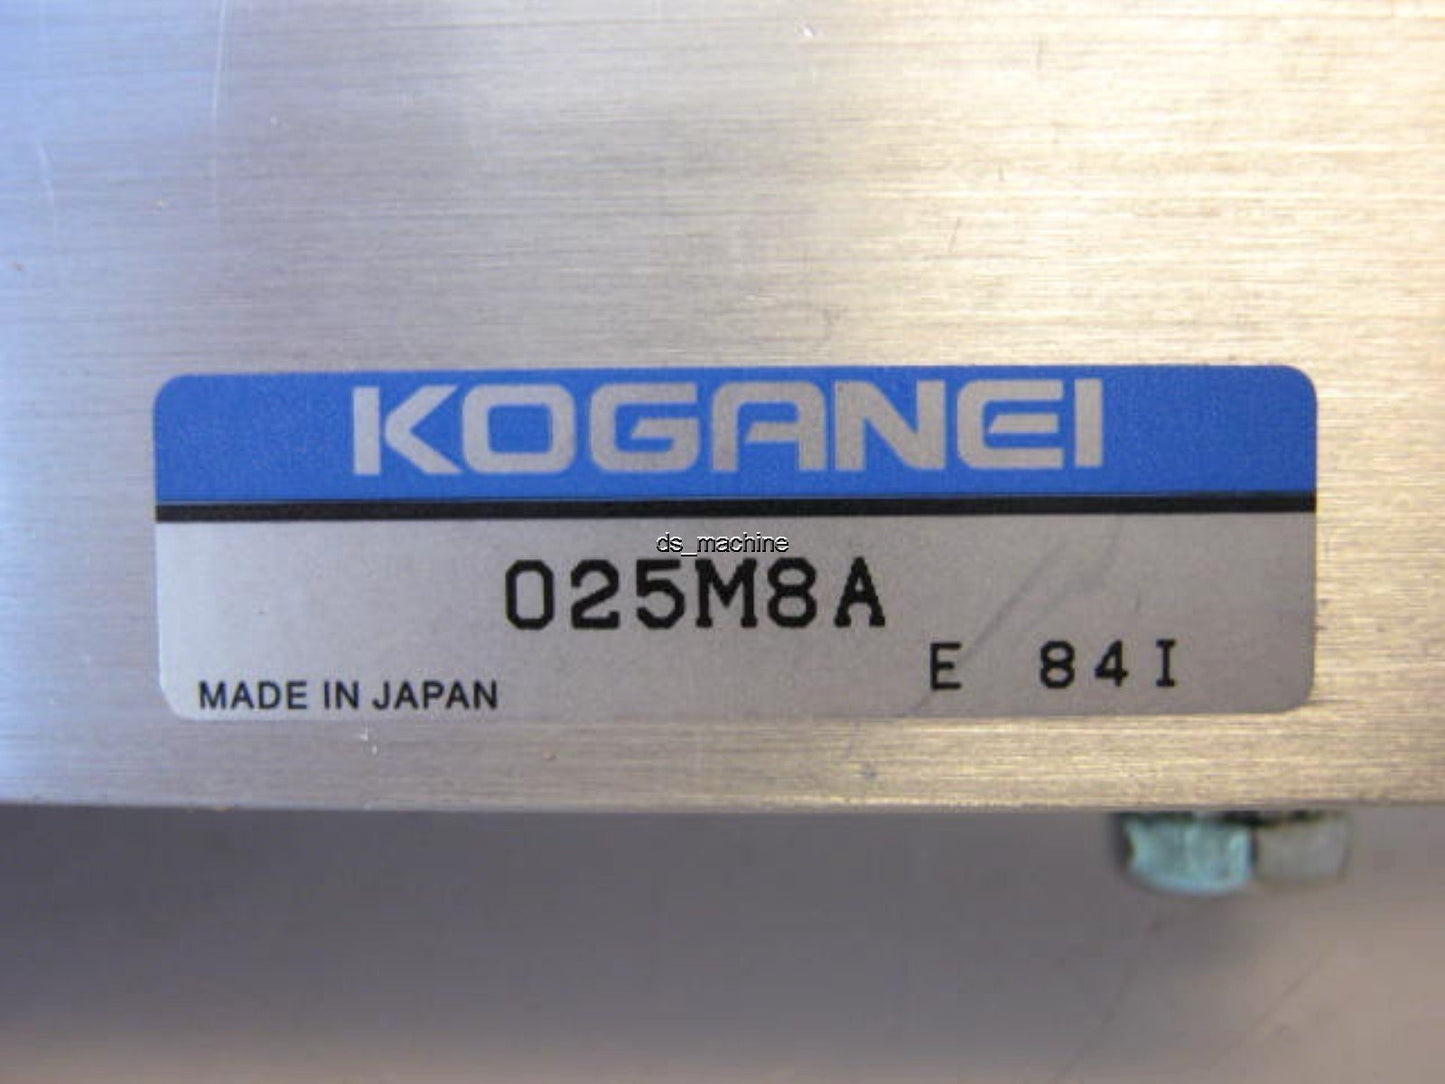 KOGANEI
ds_machine
025M8A
E 84I
MADE IN JAPAN